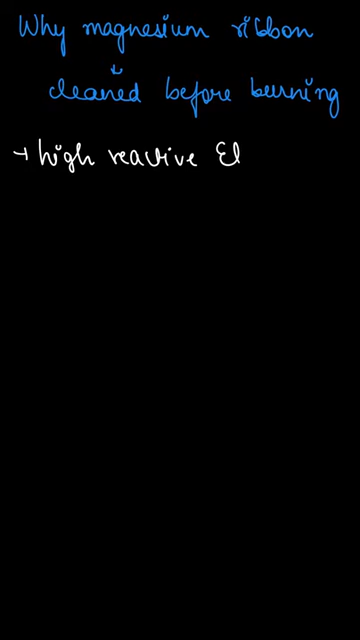 Why magnesium ribbon
↓
cleaned before burning
→ high reactive El